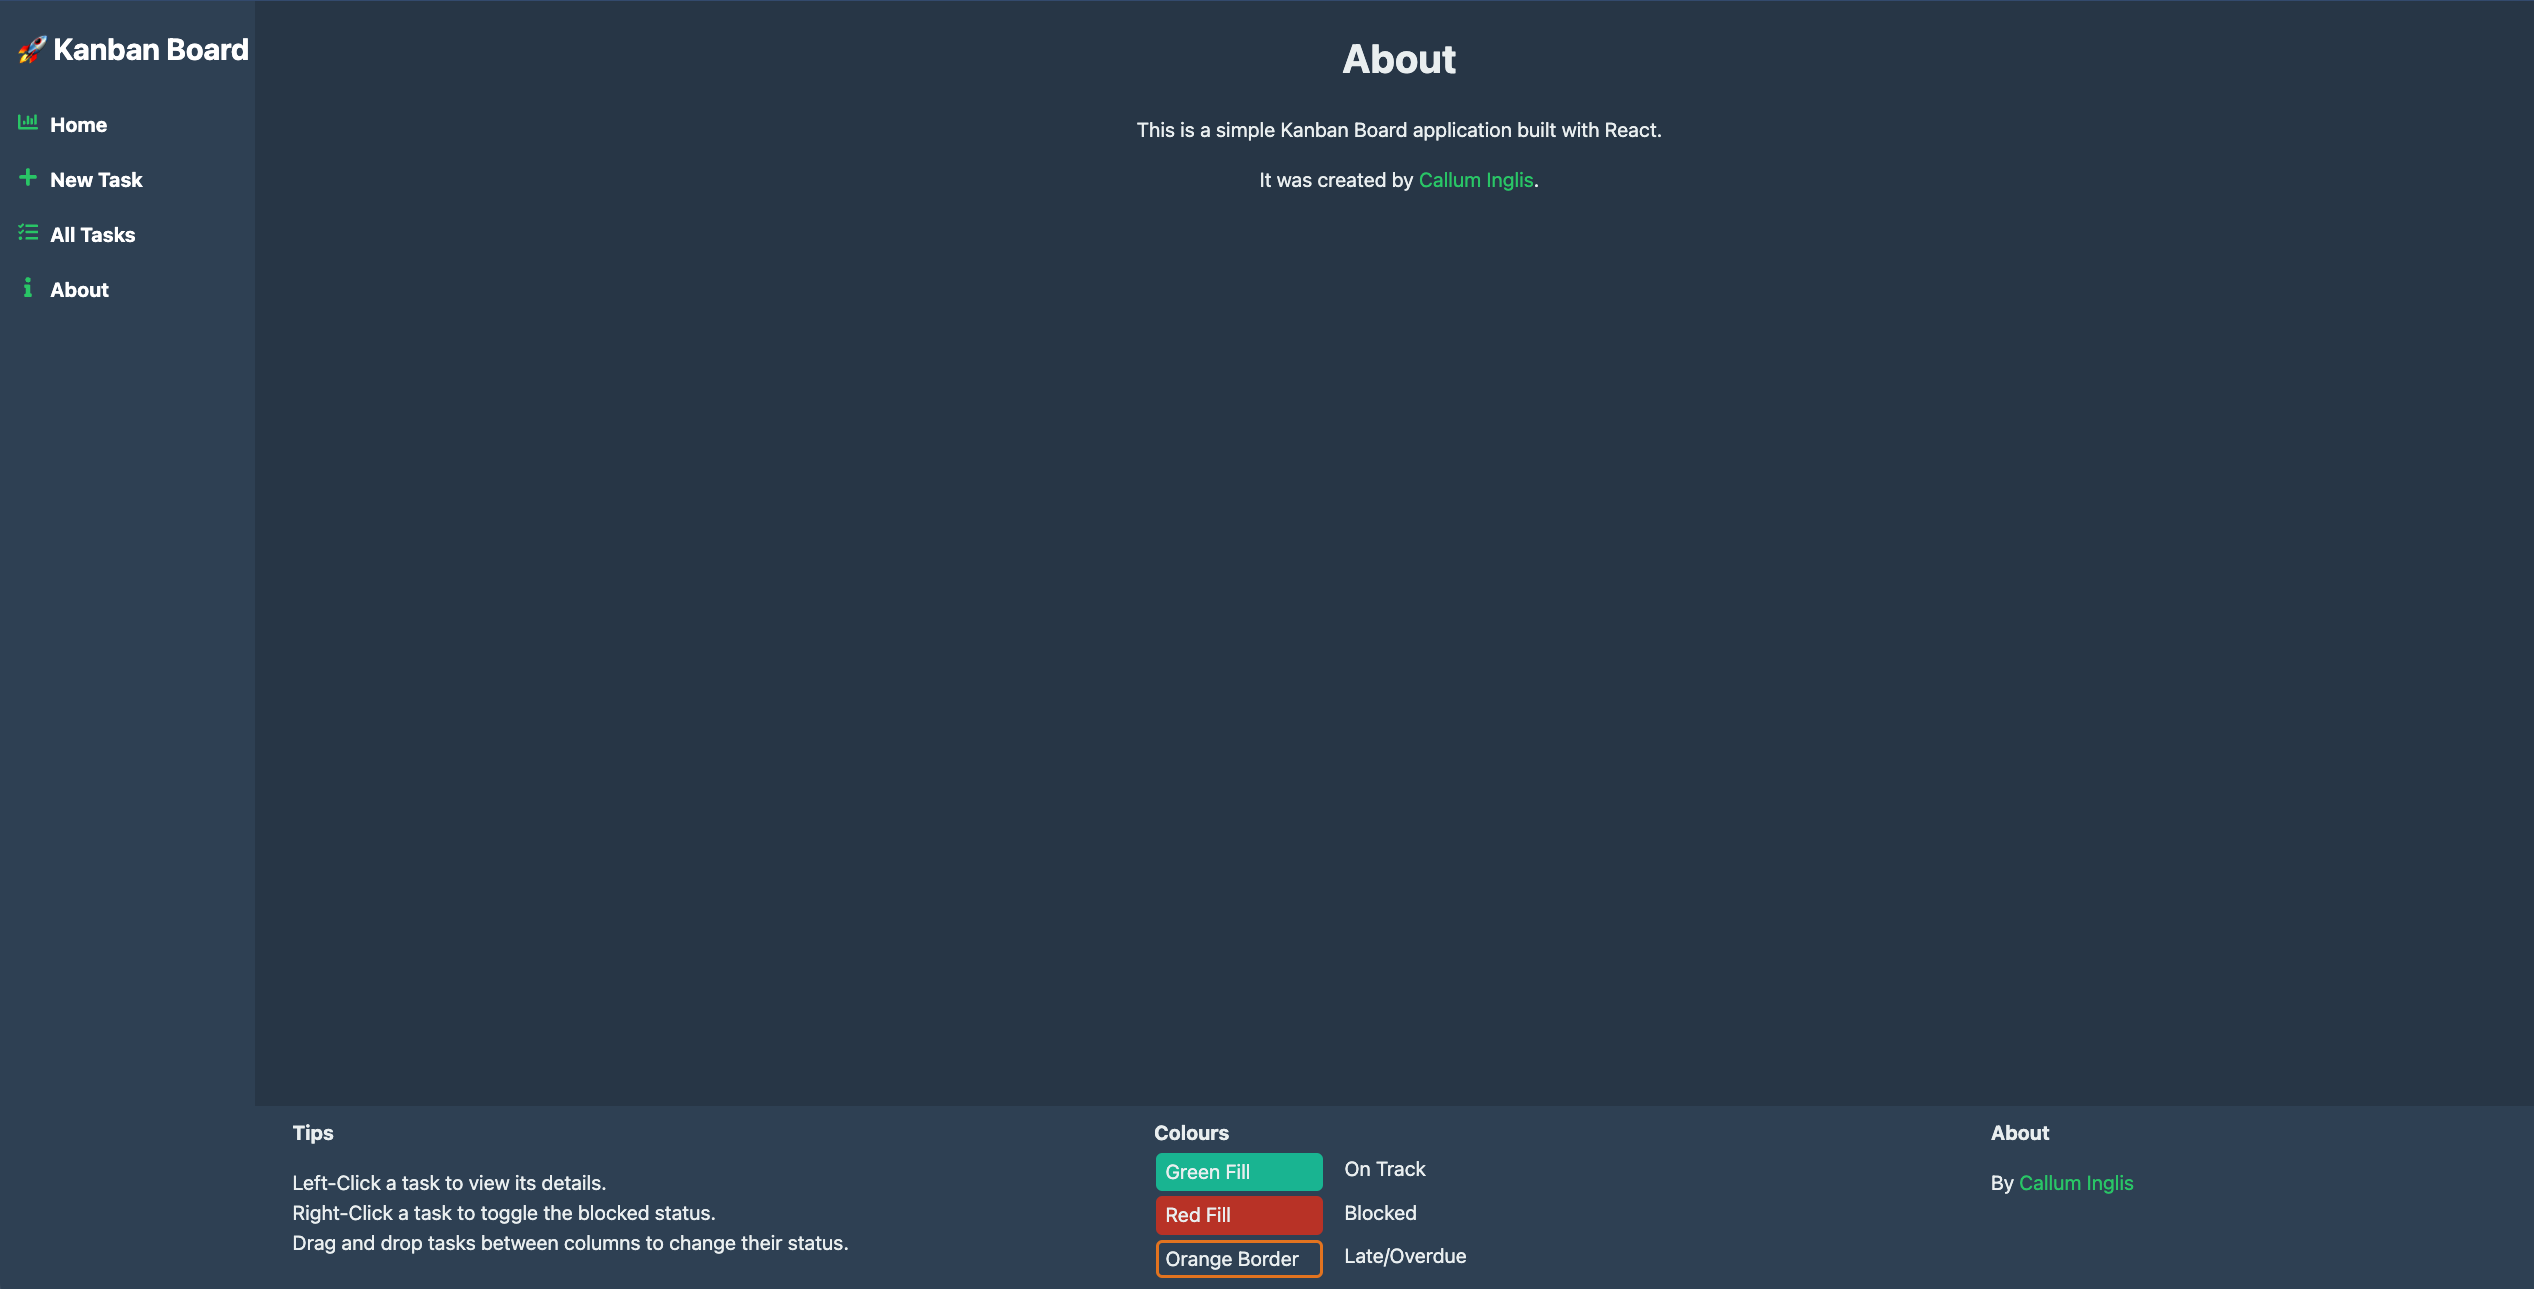 🚀 Kanban Board
Home
New Task
All Tasks
About
About
This is a simple Kanban Board application built with React.
It was created by Callum Inglis.
Tips
Left-Click a task to view its details.
Right-Click a task to toggle the blocked status.
Drag and drop tasks between columns to change their status.
Colours
Green Fill On Track
Red Fill Blocked
Orange Border Late/Overdue
About
By Callum Inglis